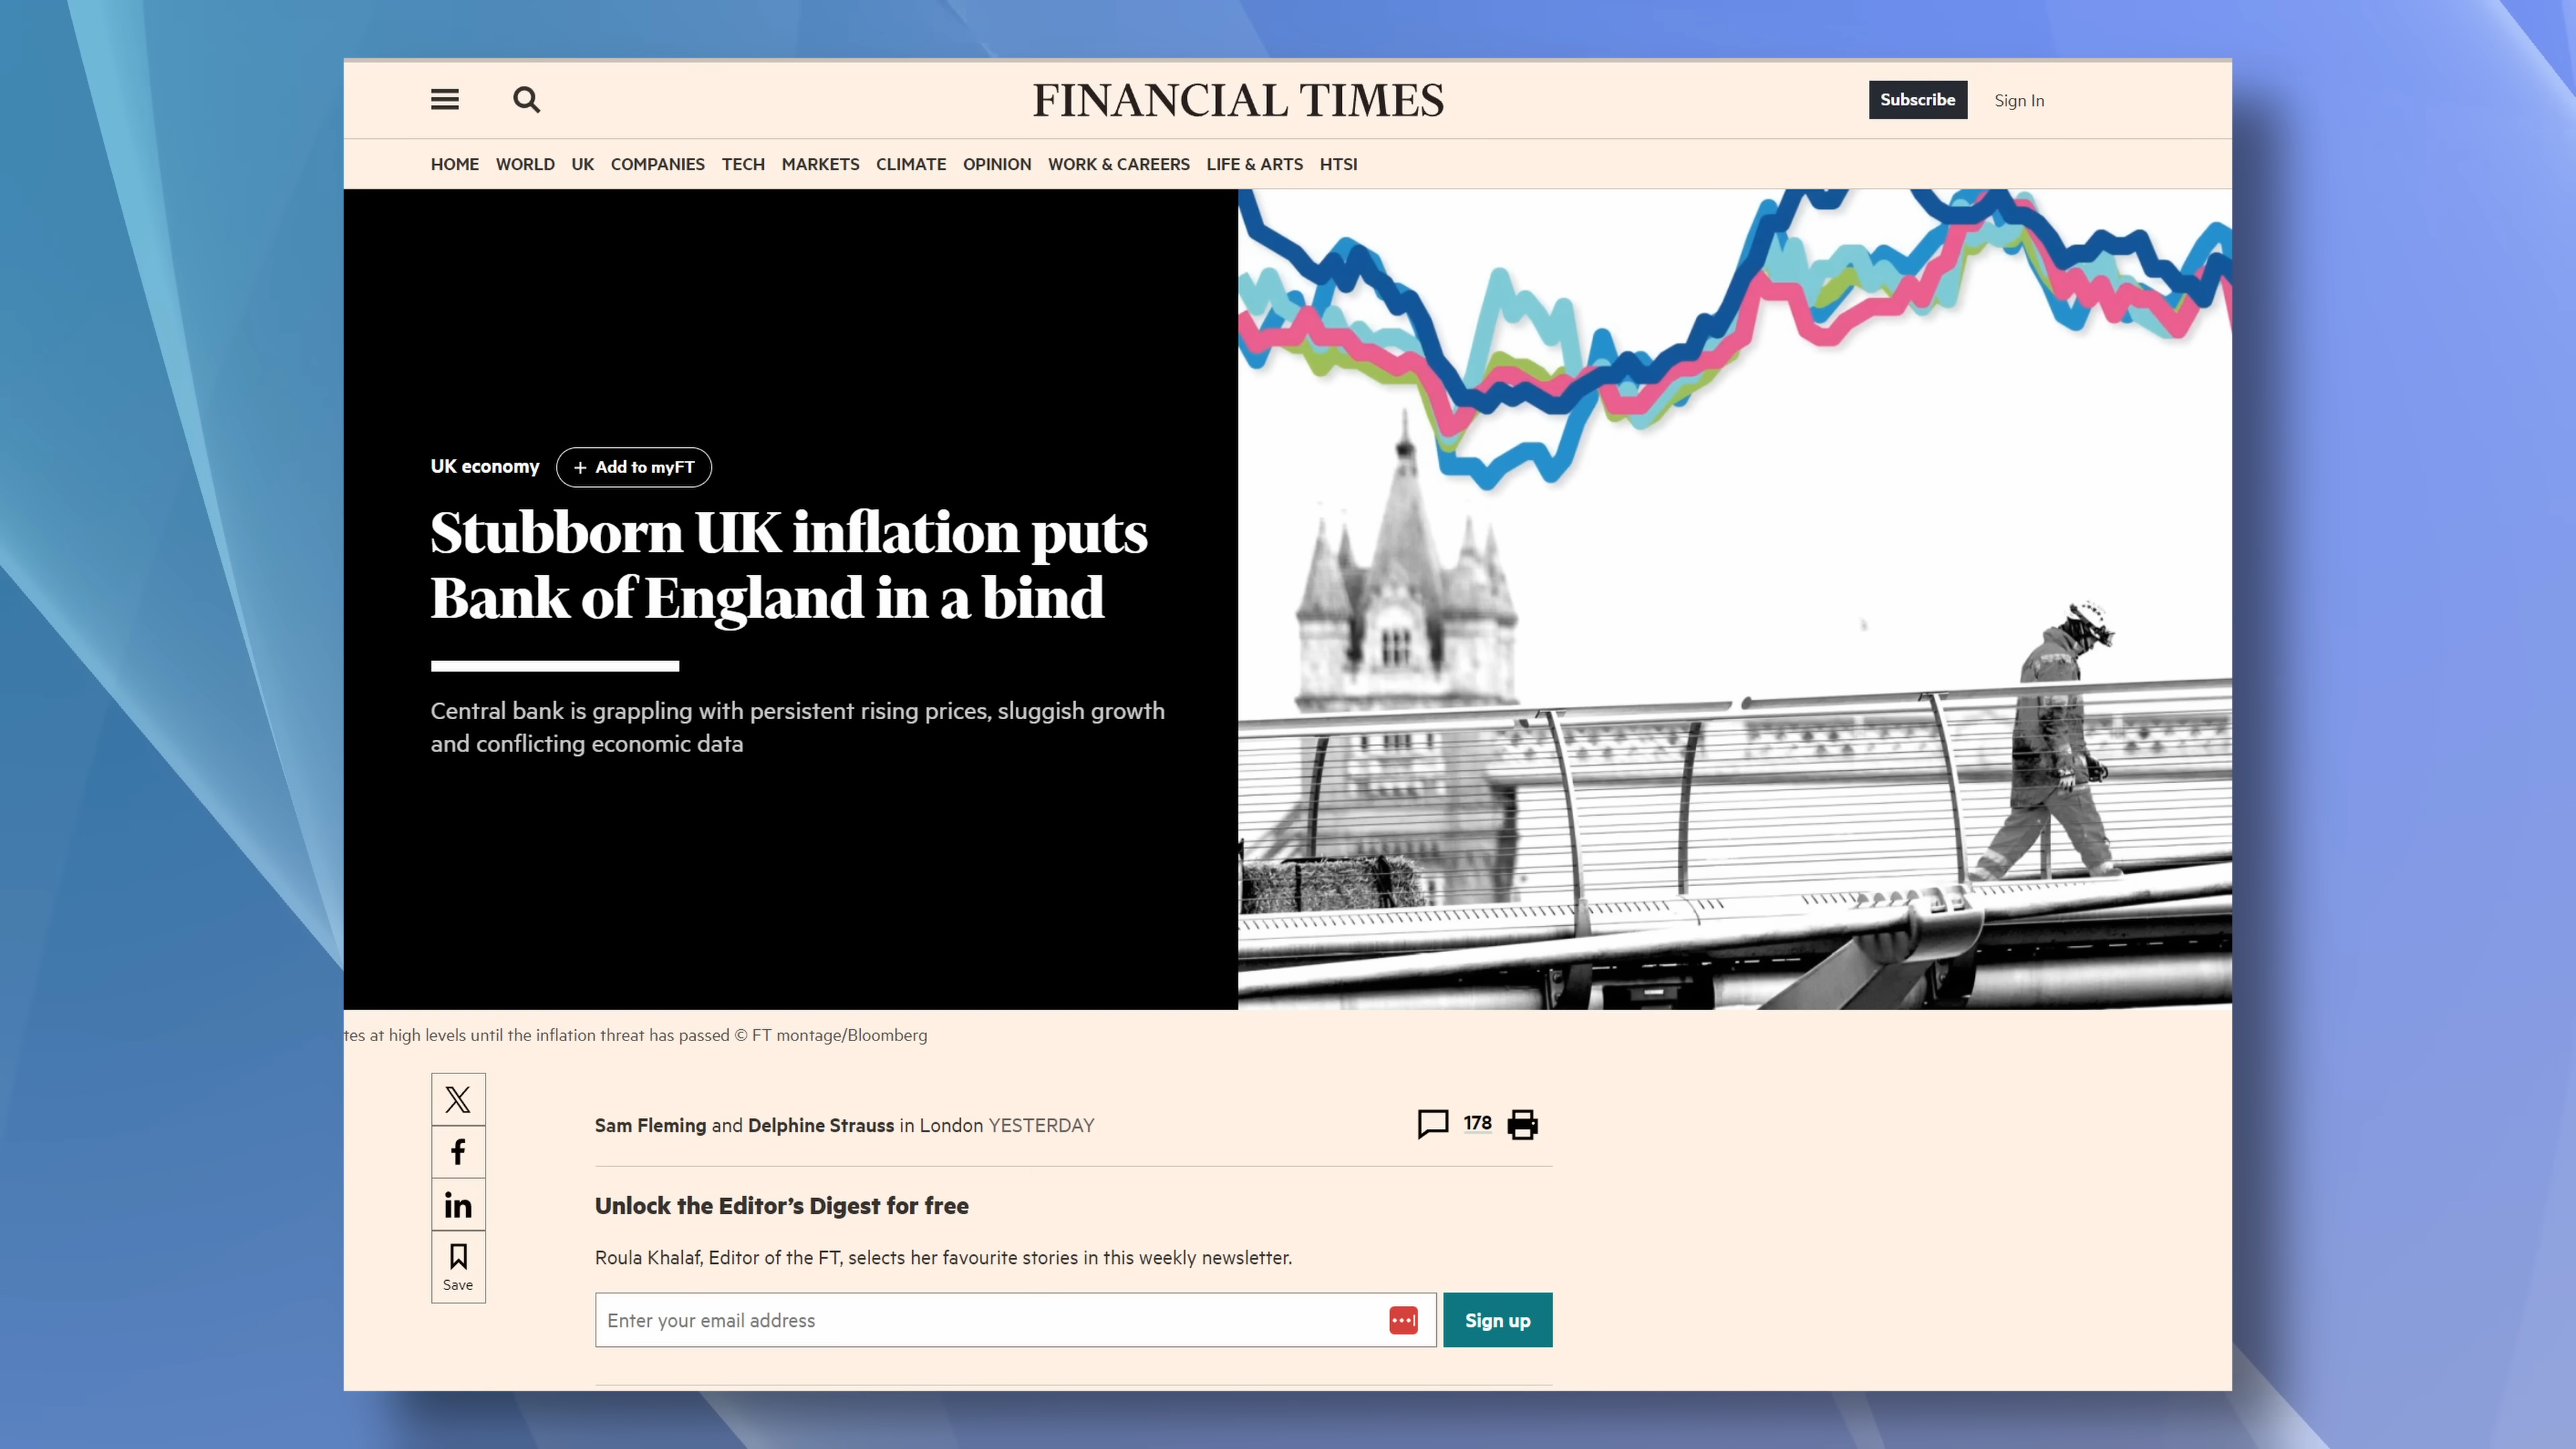 FINANCIAL TIMES
Subscribe
Sign In
HOME WORLD UK COMPANIES TECH MARKETS CLIMATE OPINION WORK & CAREERS LIFE & ARTS HTSI
UK economy
+ Add to myFT
Stubborn UK inflation puts
Bank of England in a bind
Central bank is grappling with persistent rising prices, sluggish growth
and conflicting economic data
tes at high levels until the inflation threat has passed © FT montage/Bloomberg
Sam Fleming and Delphine Strauss in London YESTERDAY
178
Save
Unlock the Editor’s Digest for free
Roula Khalaf, Editor of the FT, selects her favourite stories in this weekly newsletter.
Enter your email address
Sign up